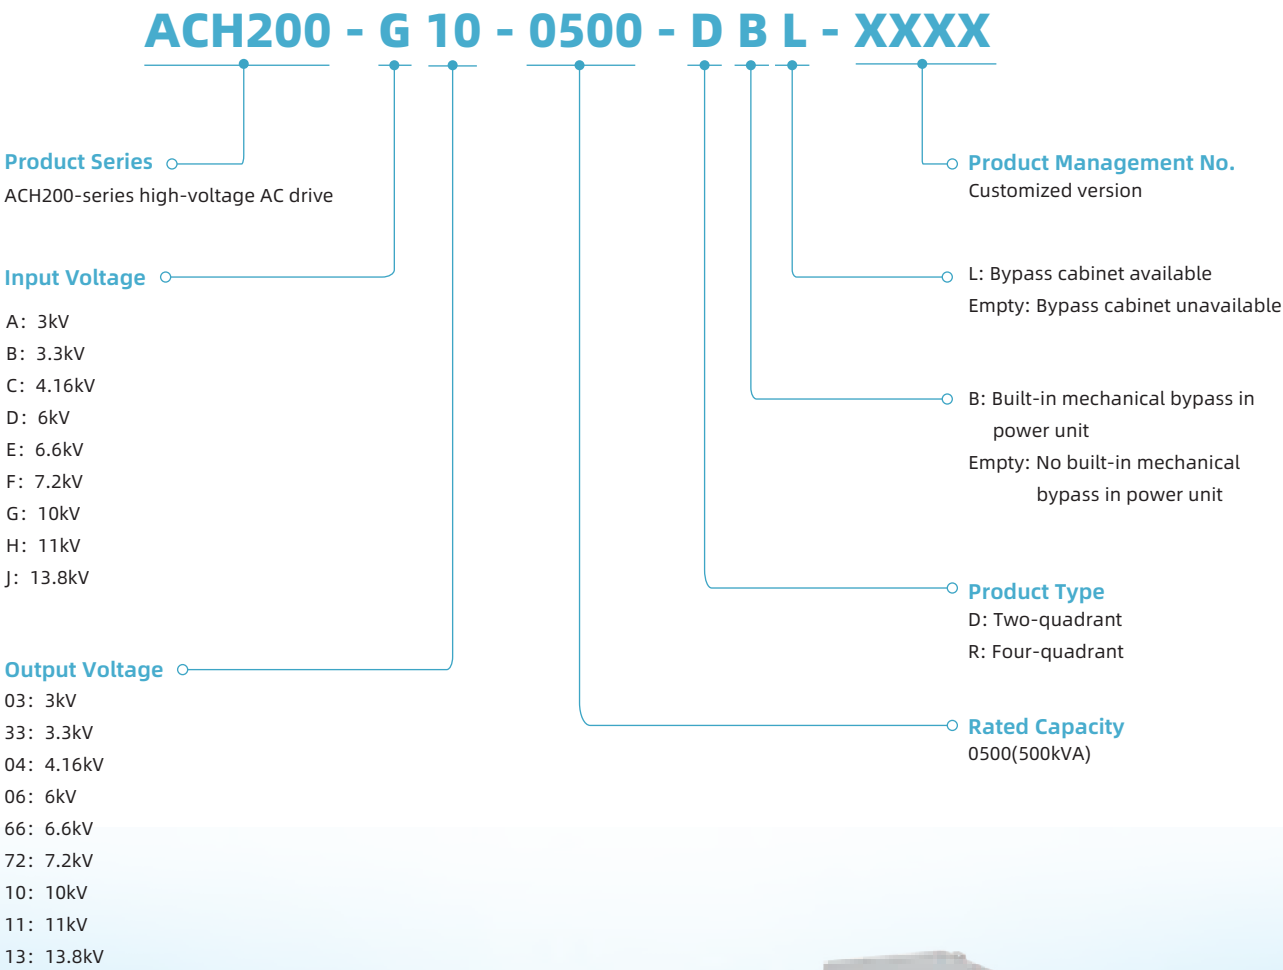 ACH200 - G 10 - 0500 - D B L - XXXX
Product Series
ACH200-series high-voltage AC drive
Input Voltage
A: 3kV
B: 3.3kV
C: 4.16kV
D: 6kV
E: 6.6kV
F: 7.2kV
G: 10kV
H: 11kV
J: 13.8kV
Output Voltage
03: 3kV
33: 3.3kV
04: 4.16kV
06: 6kV
66: 6.6kV
72: 7.2kV
10: 10kV
11: 11kV
13: 13.8kV
Product Management No.
Customized version
L: Bypass cabinet available
Empty: Bypass cabinet unavailable
B: Built-in mechanical bypass in
power unit
Empty: No built-in mechanical
bypass in power unit
Product Type
D: Two-quadrant
R: Four-quadrant
Rated Capacity
0500(500kVA)